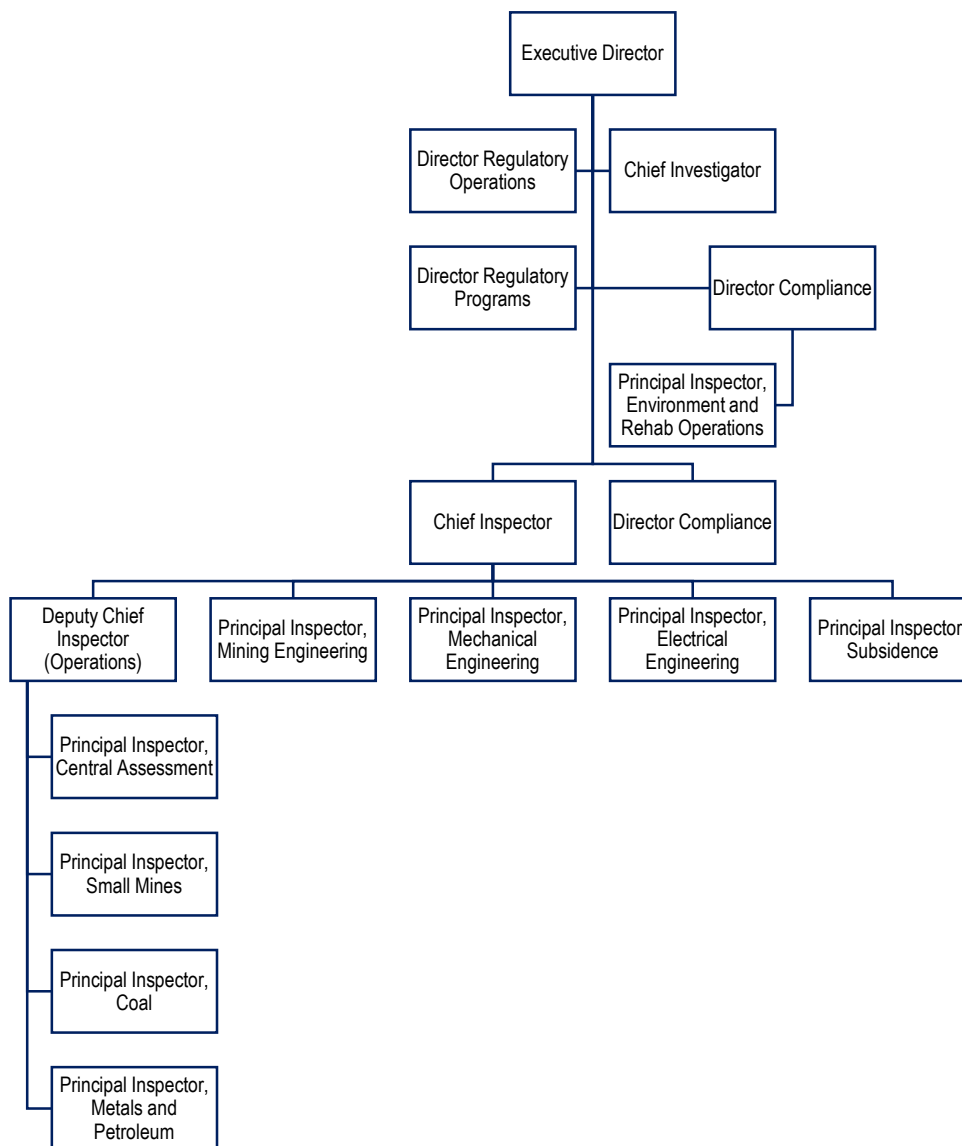 Executive Director
Director Regulatory
Operations
Chief Investigator
Director Regulatory
Programs
Director Compliance
Principal Inspector,
Environment and
Rehab Operations
Chief Inspector
Director Compliance
Deputy Chief
Inspector
(Operations)
Principal Inspector,
Mining Engineering
Principal Inspector,
Mechanical
Engineering
Principal Inspector,
Electrical
Engineering
Principal Inspector
Subsidence
Principal Inspector,
Central Assessment
Principal Inspector,
Small Mines
Principal Inspector,
Coal
Principal Inspector,
Metals and
Petroleum